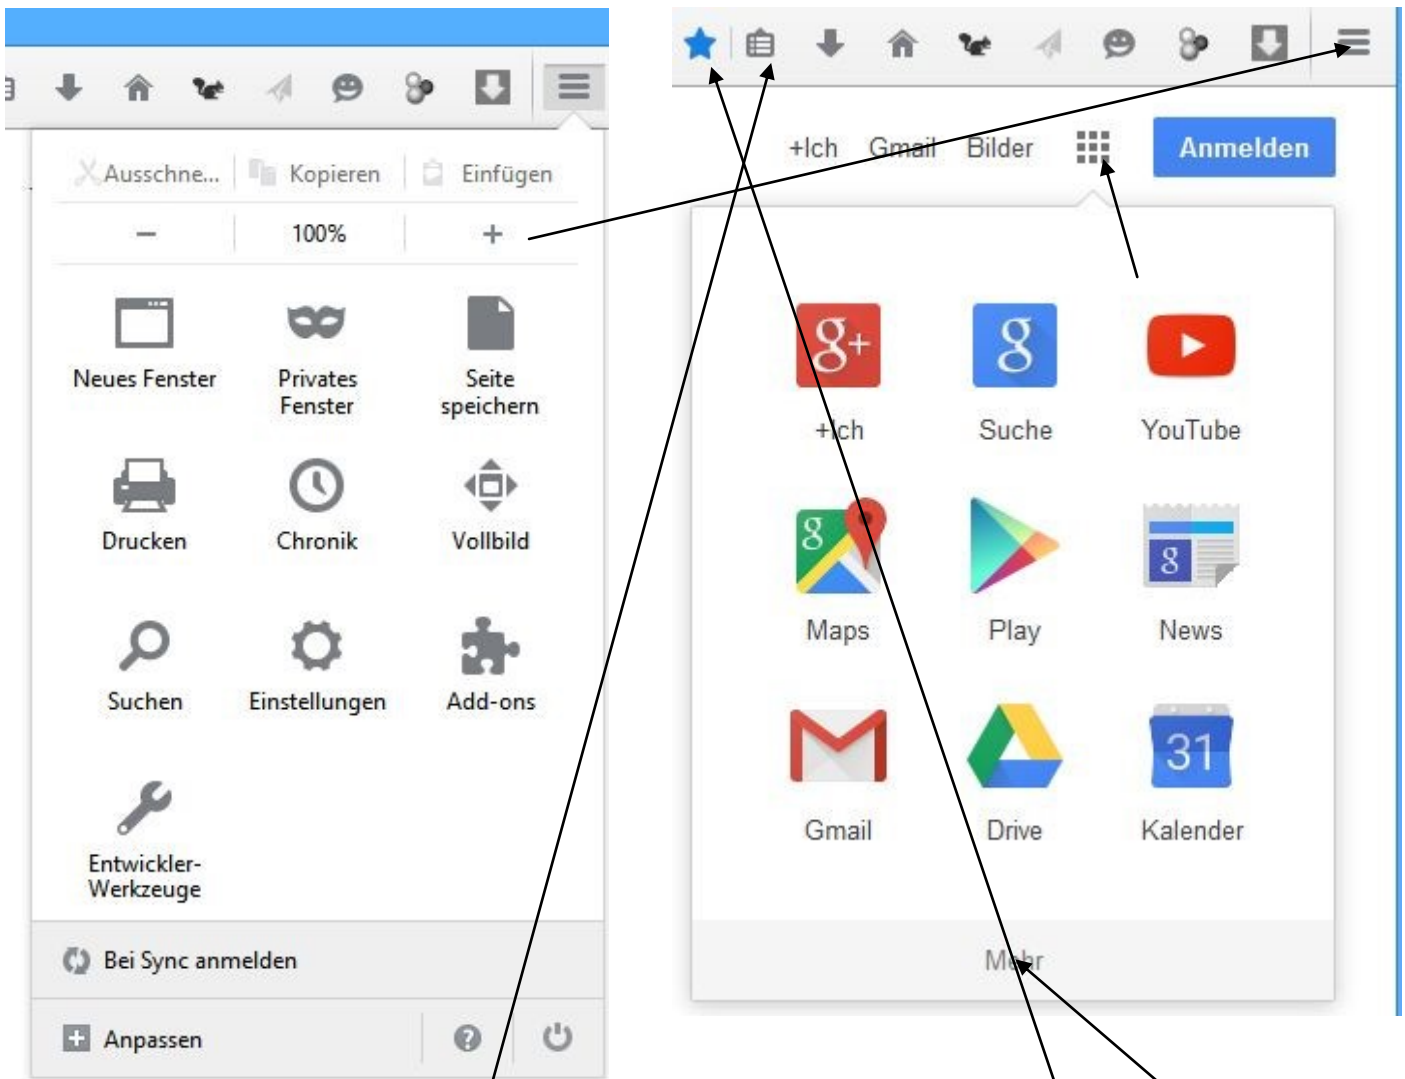 Ausschne... Kopieren Einfügen
− 100% +
Neues Fenster Privates Fenster Seite speichern
Drucken Chronik Vollbild
Suchen Einstellungen Add-ons
Entwickler-
Werkzeuge
Bei Sync anmelden
Anpassen ?
+Ich Gmail Bilder Anmelden
g+ g
+Ich Suche YouTube
g g
Maps Play News
31
Gmail Drive Kalender
Mehr